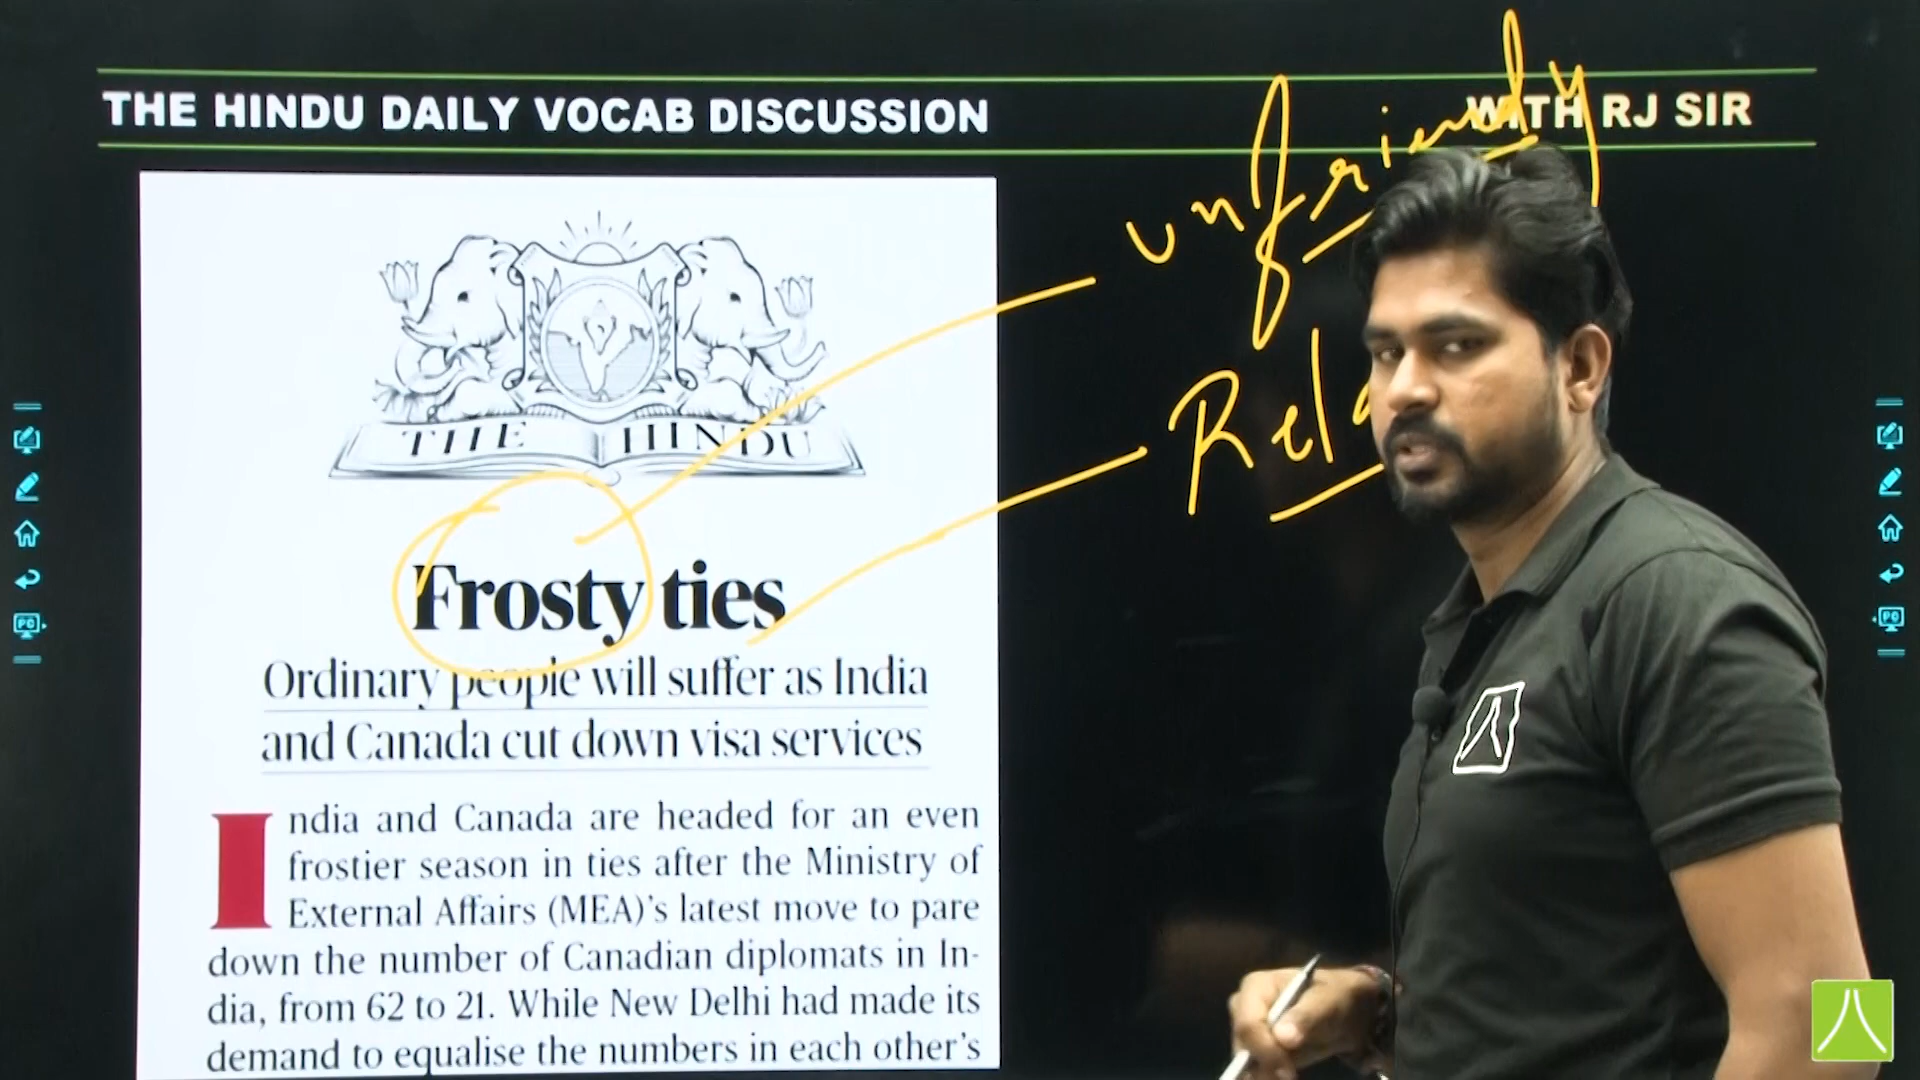 THE HINDU DAILY VOCAB DISCUSSION
WITH RJ SIR
unfriendly
THE HINDU
Frosty ties
Ordinary people will suffer as India
and Canada cut down visa services
India and Canada are headed for an even
frostier season in ties after the Ministry of
External Affairs (MEA)'s latest move to pare
down the number of Canadian diplomats in In-
dia, from 62 to 21. While New Delhi had made its
demand to equalise the numbers in each other's
PC
PC